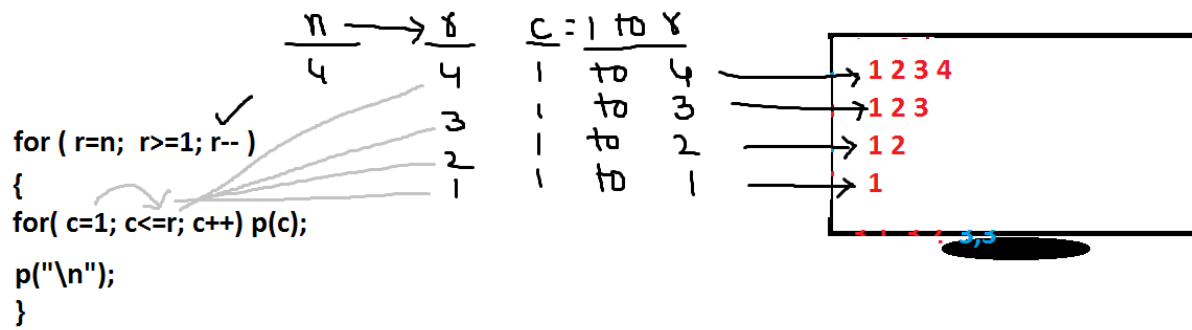 n → r c = 1 to r
4 4 1 to 4 → 1 2 3 4
3 1 to 3 → 1 2 3
for ( r=n; r>=1; r-- ) 2 1 to 2 → 1 2
{ 1 1 to 1 → 1
for( c=1; c<=r; c++) p(c);
3,3
p("\n");
}